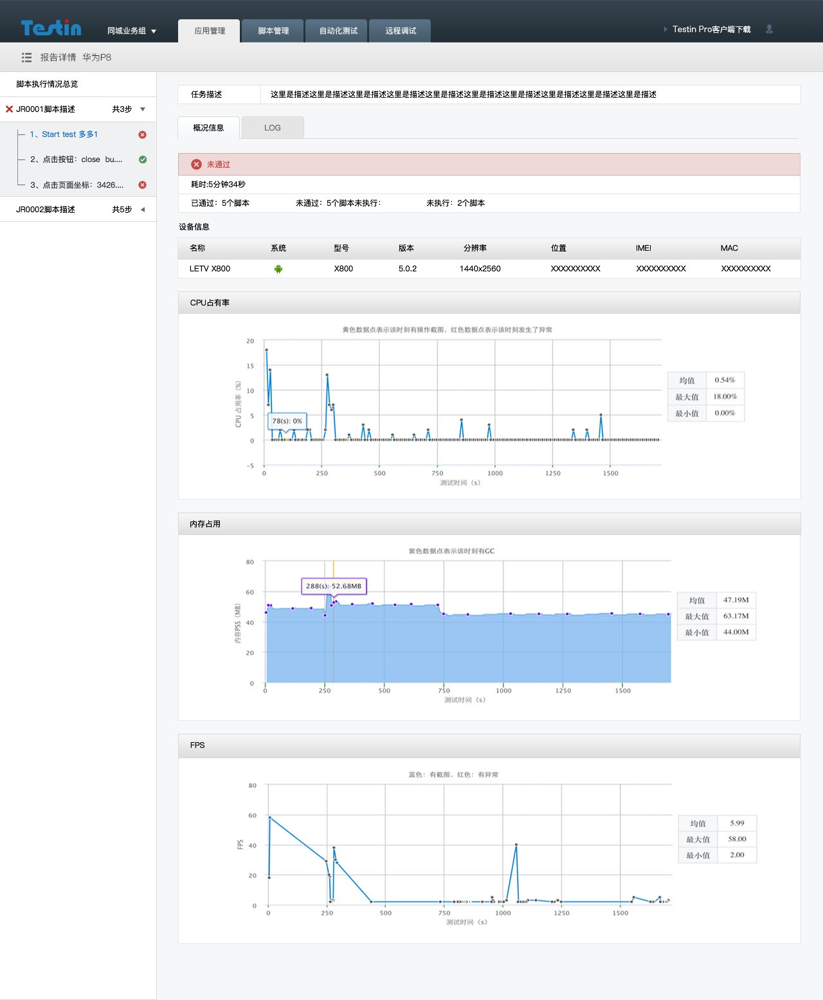 Testin
同城业务组
应用管理
脚本管理
自动化测试
远程调试
Testin Pro客户端下载
报告详情 华为P8
脚本执行情况总览
JR0001脚本描述 共3步
1、Start test 多多1
2、点击按钮：close bu....
3、点击页面坐标：3426....
JR0002脚本描述 共5步
任务描述 这里是描述这里是描述这里是描述这里是描述这里是描述这里是描述这里是描述这里是描述这里是描述这里是描述
概况信息 LOG
未通过
耗时:5分钟34秒
已通过：5个脚本 未通过：5个脚本未执行： 未执行：2个脚本
设备信息
名称 系统 型号 版本 分辨率 位置 IMEI MAC
LETV X800 X800 5.0.2 1440x2560 XXXXXXXXXX XXXXXXXXXX XXXXXXXXXX
CPU占有率
黄色数据点表示该时刻有操作截图，红色数据点表示该时刻发生了异常
20
15
10
5
0
-5
CPU 占用率（%）
78(s): 0%
0 250 500 750 1000 1250 1500
测试时间（s）
均值 0.54%
最大值 18.00%
最小值 0.00%
内存占用
紫色数据点表示该时刻有GC
80
60
40
20
0
内存PSS（MB）
288(s): 52.68MB
0 250 500 750 1000 1250 1500
测试时间（s）
均值 47.19M
最大值 63.17M
最小值 44.00M
FPS
蓝色：有截图，红色：有异常
80
60
40
20
0
FPS
0 250 500 750 1000 1250 1500
测试时间（s）
均值 5.99
最大值 58.00
最小值 2.00